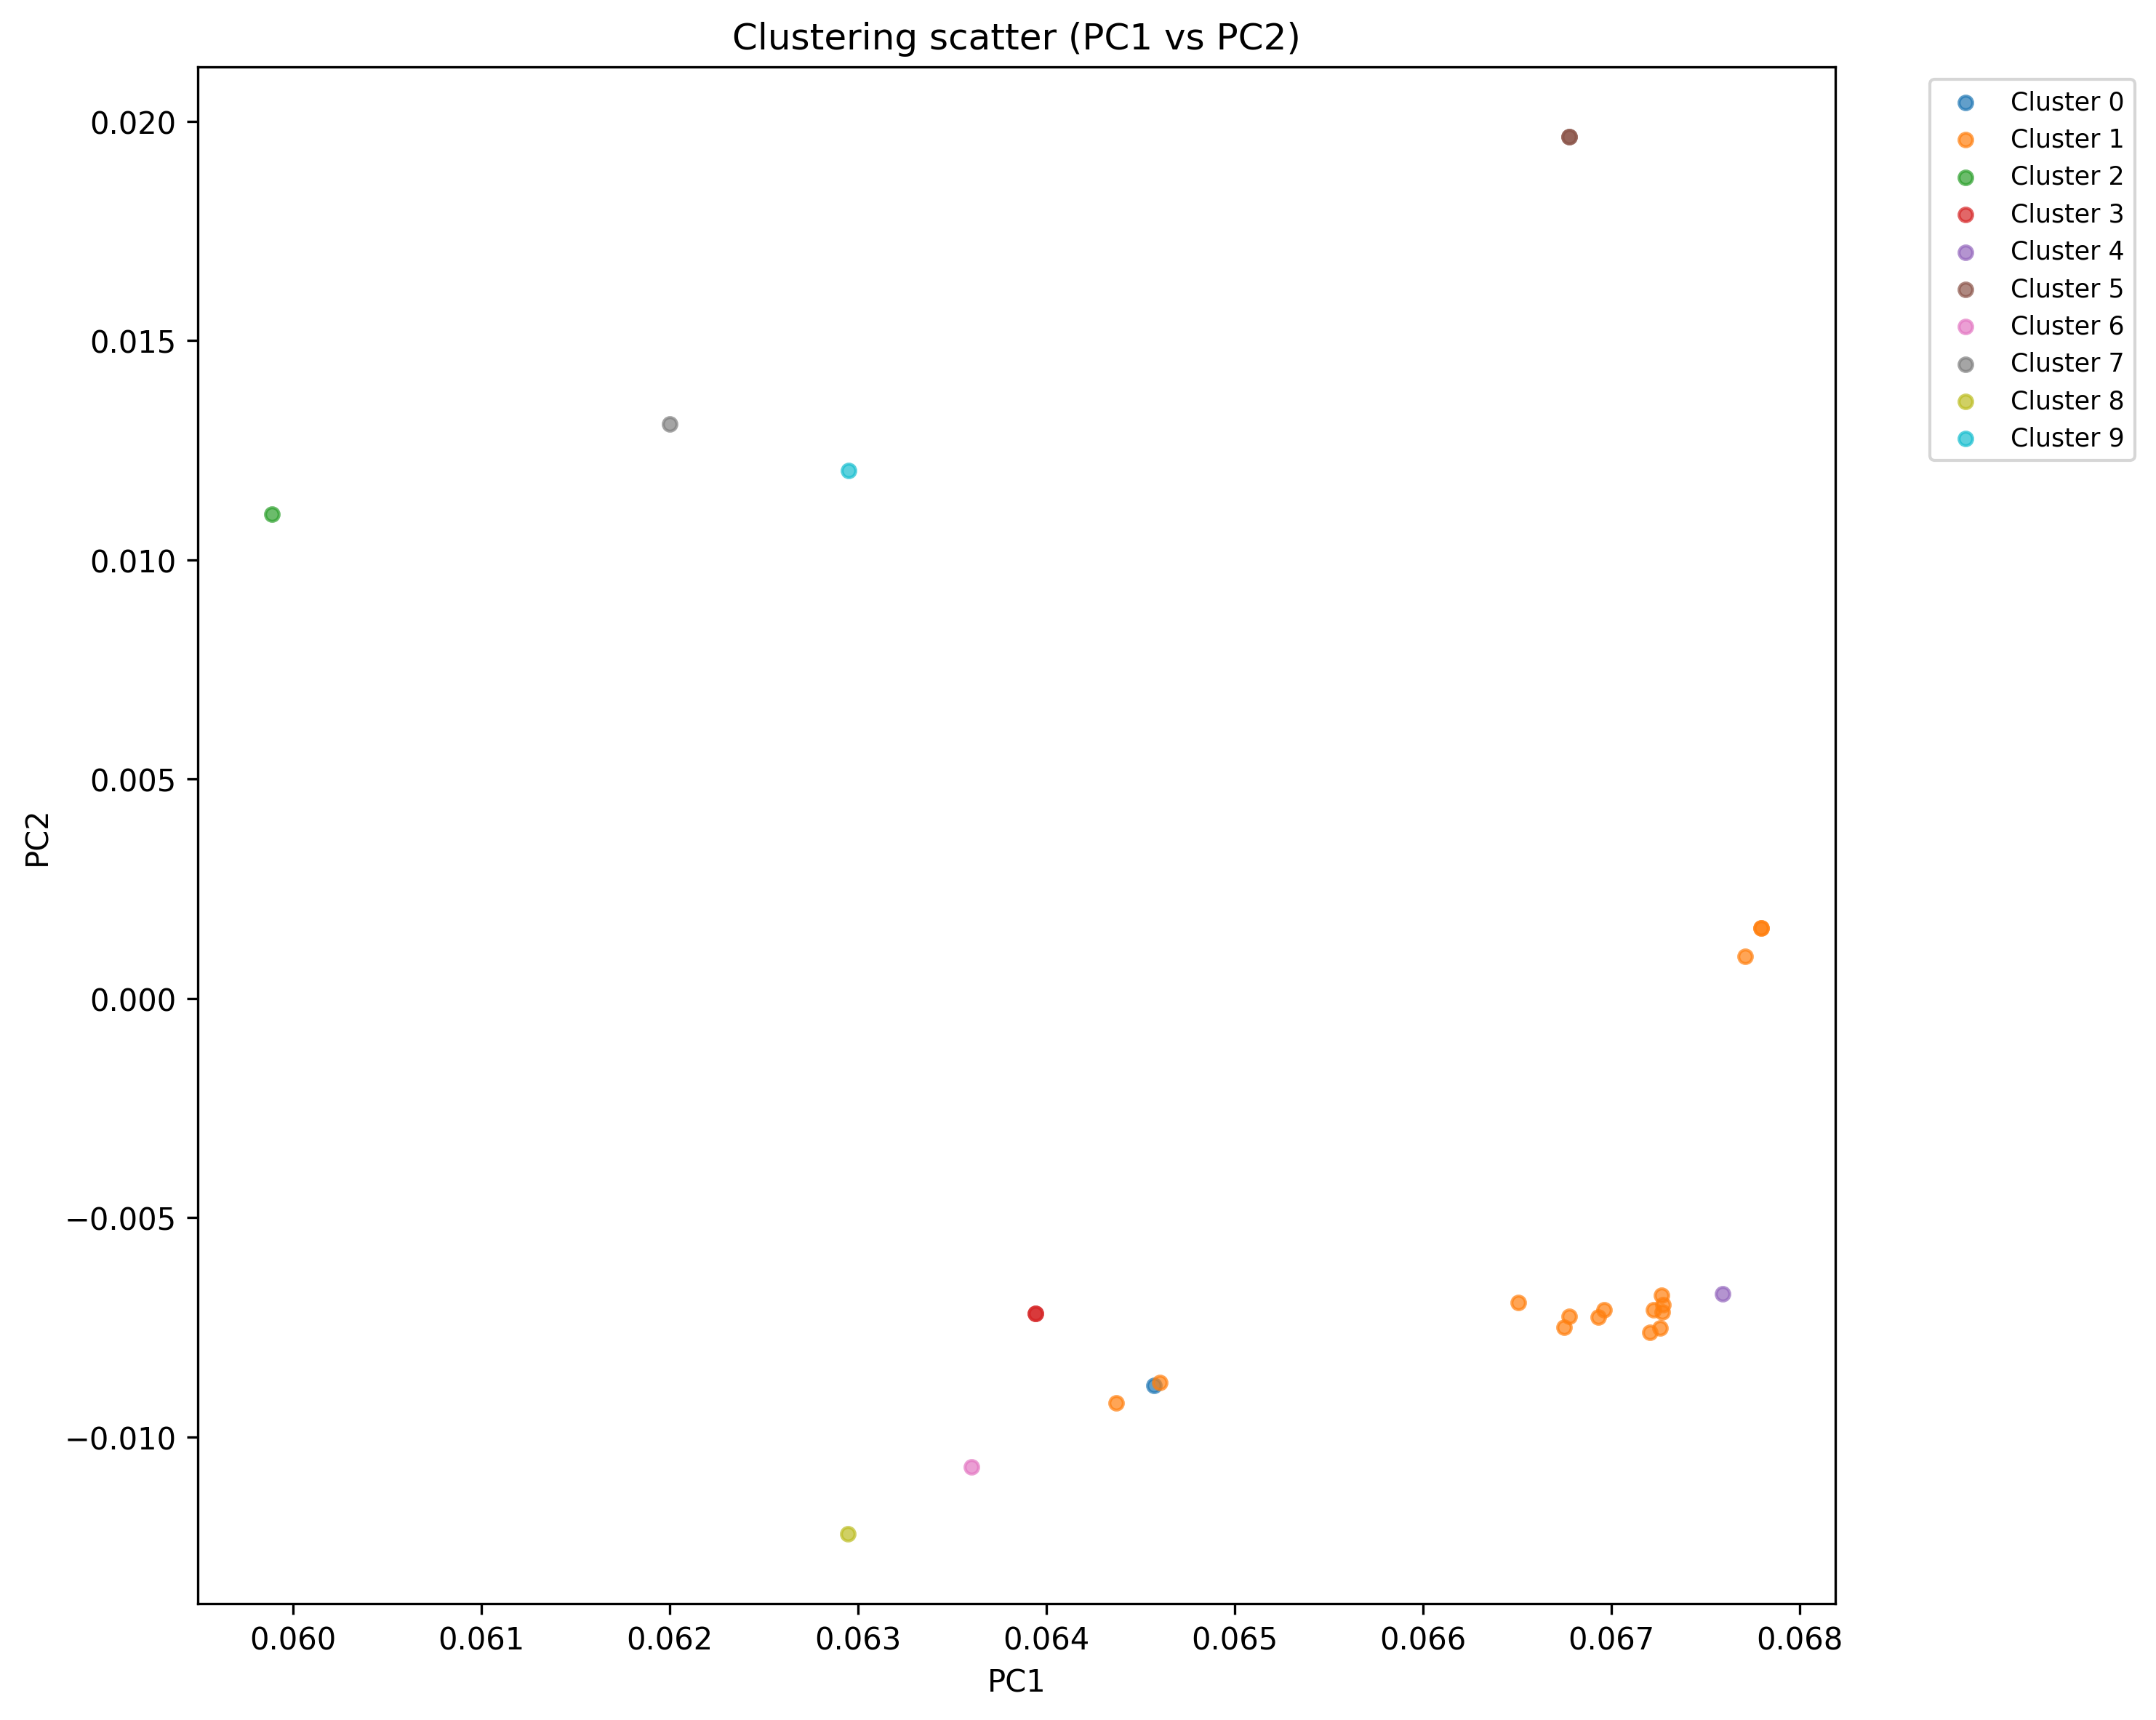 Clustering scatter (PC1 vs PC2)
Cluster 0
Cluster 1
Cluster 2
Cluster 3
Cluster 4
Cluster 5
Cluster 6
Cluster 7
Cluster 8
Cluster 9
PC2
0.020
0.015
0.010
0.005
0.000
−0.005
−0.010
0.060 0.061 0.062 0.063 0.064 0.065 0.066 0.067 0.068
PC1